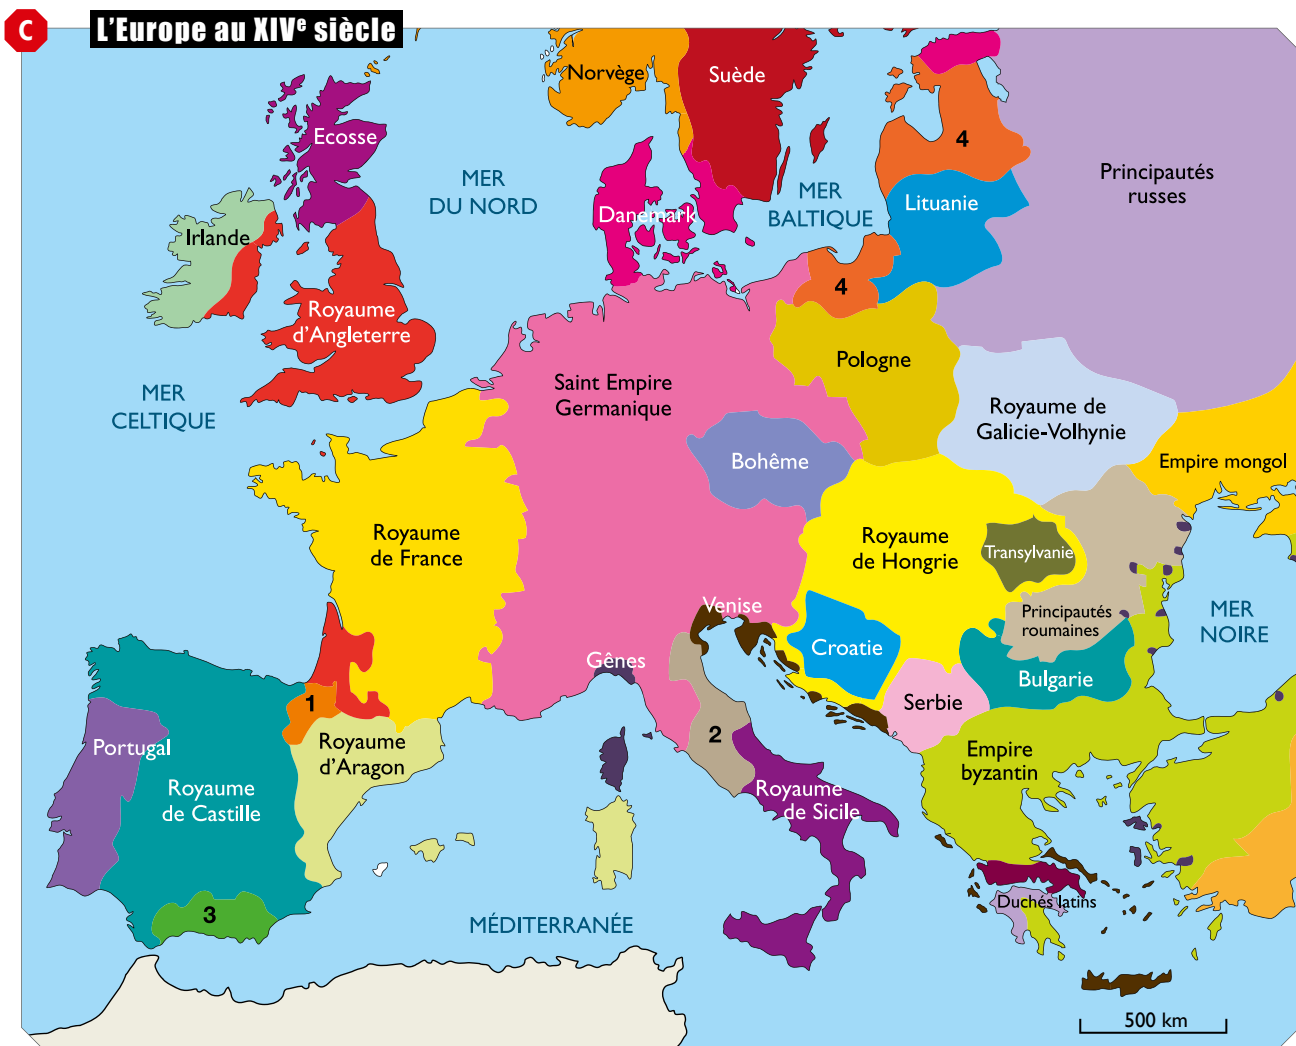 C
L'Europe au XIVe siècle
Norvège
Suède
Ecosse
4
MER
DU NORD
Principautés
russes
MER
BALTIQUE
Lituanie
Danemark
Irlande
4
Royaume
d'Angleterre
Pologne
MER
CELTIQUE
Saint Empire
Germanique
Royaume de
Galicie-Volhynie
Bohême
Empire mongol
Royaume
de France
Royaume
de Hongrie
Transylvanie
Venise
Principautés
roumaines
MER
NOIRE
Croatie
Gênes
Bulgarie
Serbie
1
2
Portugal
Royaume
d'Aragon
Empire
byzantin
Royaume
de Castille
Royaume
de Sicile
3
Duchés latins
MÉDITERRANÉE
500 km